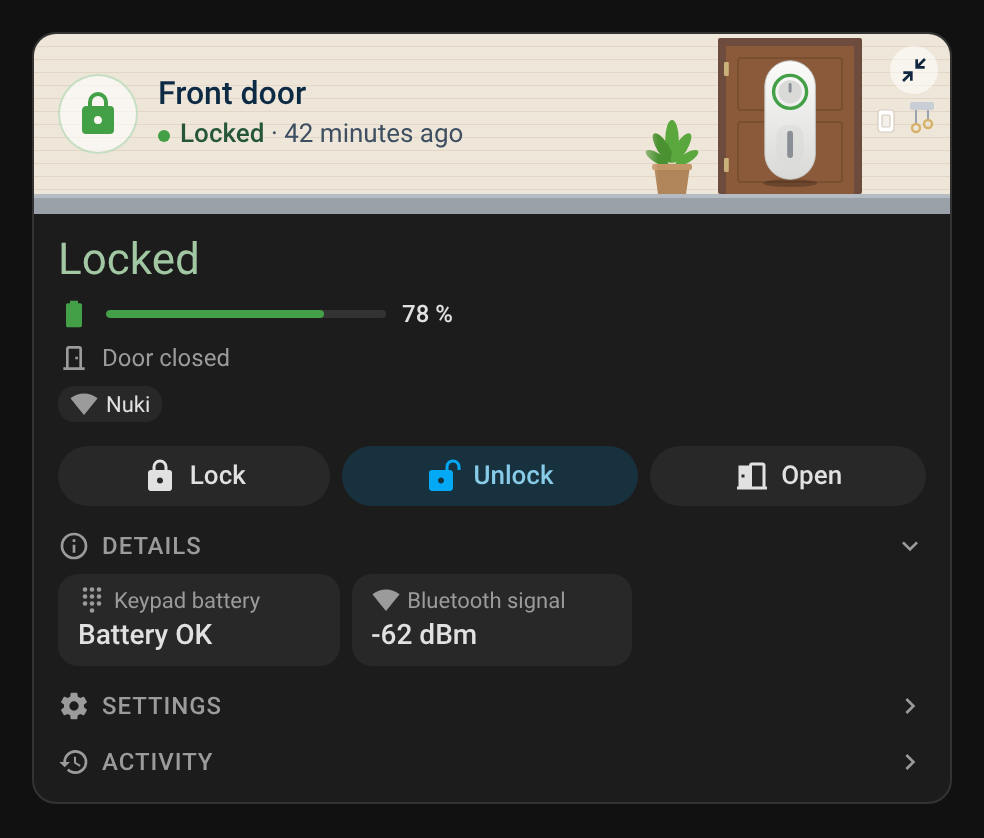 Front door
Locked · 42 minutes ago
Locked
78 %
Door closed
Nuki
Lock
Unlock
Open
DETAILS
Keypad battery
Battery OK
Bluetooth signal
-62 dBm
SETTINGS
ACTIVITY